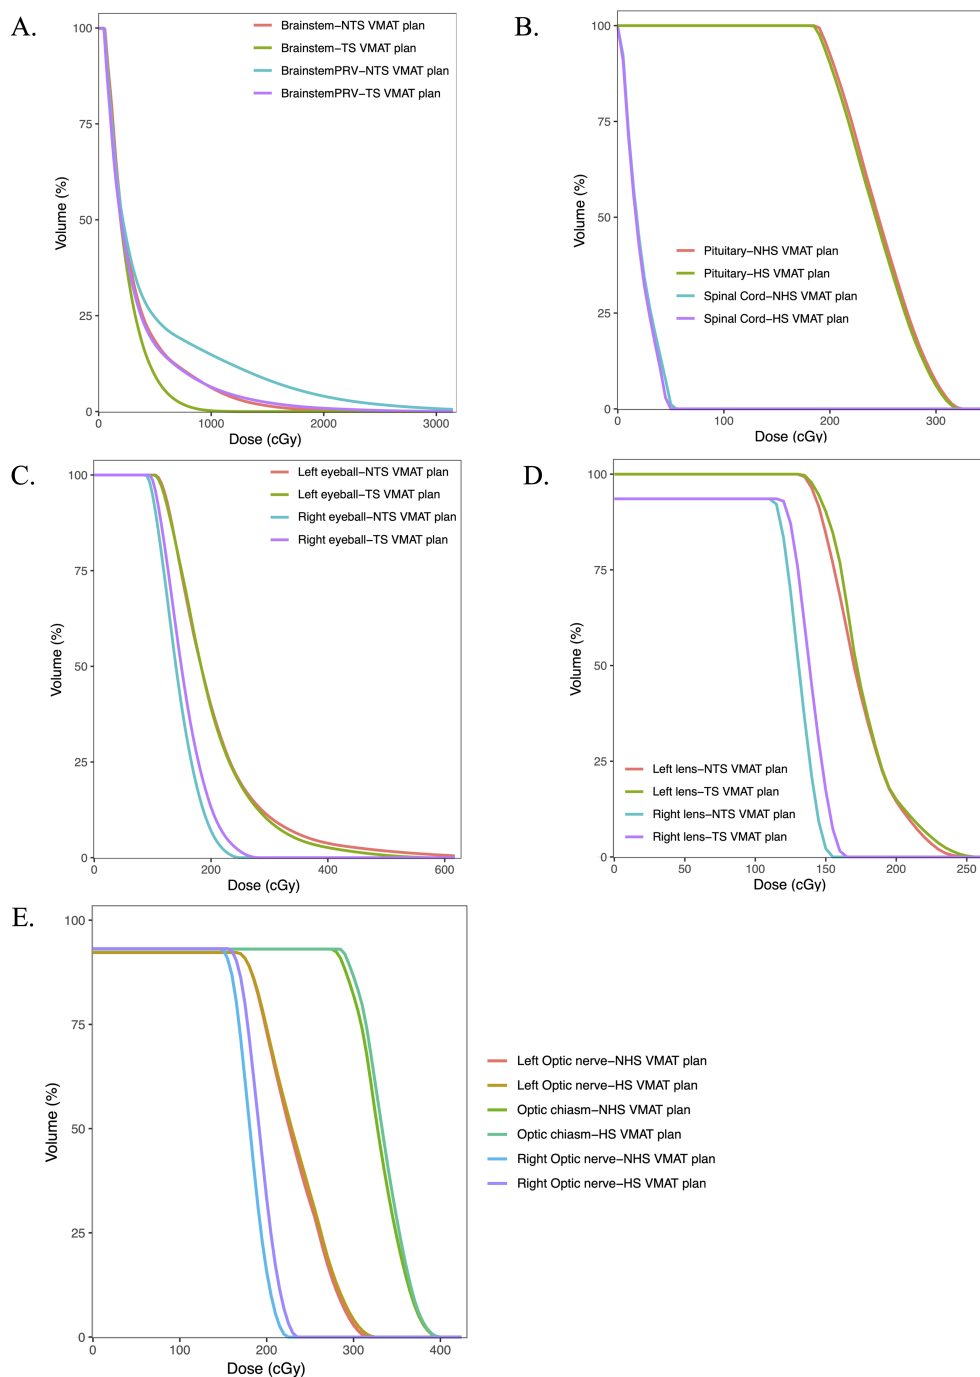 A.
Brainstem−NTS VMAT plan
Brainstem−TS VMAT plan
BrainstemPRV−NTS VMAT plan
BrainstemPRV−TS VMAT plan
100
75
50
25
0
Volume (%)
0 1000 2000 3000
Dose (cGy)
B.
100
75
50
25
0
Volume (%)
Pituitary−NHS VMAT plan
Pituitary−HS VMAT plan
Spinal Cord−NHS VMAT plan
Spinal Cord−HS VMAT plan
0 100 200 300
Dose (cGy)
C.
Left eyeball−NTS VMAT plan
Left eyeball−TS VMAT plan
Right eyeball−NTS VMAT plan
Right eyeball−TS VMAT plan
100
75
50
25
0
Volume (%)
0 200 400 600
Dose (cGy)
D.
100
75
50
25
0
Volume (%)
Left lens−NTS VMAT plan
Left lens−TS VMAT plan
Right lens−NTS VMAT plan
Right lens−TS VMAT plan
0 50 100 150 200 250
Dose (cGy)
E.
100
75
50
25
0
Volume (%)
0 100 200 300 400
Dose (cGy)
Left Optic nerve−NHS VMAT plan
Left Optic nerve−HS VMAT plan
Optic chiasm−NHS VMAT plan
Optic chiasm−HS VMAT plan
Right Optic nerve−NHS VMAT plan
Right Optic nerve−HS VMAT plan